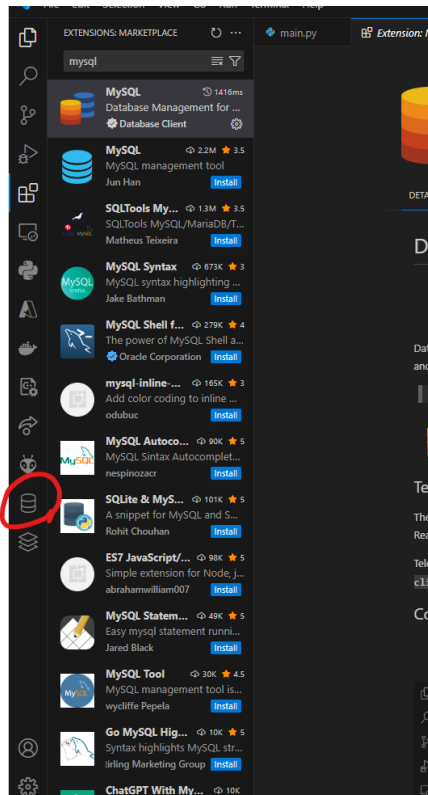 File Edit Selection View Go Run Terminal Help
EXTENSIONS: MARKETPLACE
main.py
Extension:
mysql
MySQL 1416ms
Database Management for ...
Database Client
MySQL 2.2M 3.5
MySQL management tool
Jun Han Install
SQLTools My... 1.3M 3.5
SQLTools MySQL/MariaDB/T...
Matheus Teixeira Install
MySQL Syntax 673K 3
MySQL syntax highlighting ...
Jake Bathman Install
MySQL Shell f... 279K 4
The power of MySQL Shell a...
Oracle Corporation Install
mysql-inline-... 165K 3
Add color coding to inline ...
odubuc Install
MySQL Autoco... 90K 5
MySQL Sintax Autocomplet...
nespinozacr Install
SQLite & MyS... 101K 5
A snippet for MySQL and S...
Rohit Chouhan Install
ES7 JavaScript/... 98K 5
Simple extension for Node, j...
abrahamwilliam007 Install
MySQL Statem... 49K 5
Easy mysql statement runni...
Jared Black Install
MySQL Tool 30K 4.5
MySQL management tool is...
wycliffe Pepela Install
Go MySQL Hig... 10K 5
Syntax highlights MySQL str...
tirling Marketing Group Install
ChatGPT With My... 10K
DETA
D
Dat
and
Te
The
Rea
Tele
cli
Co